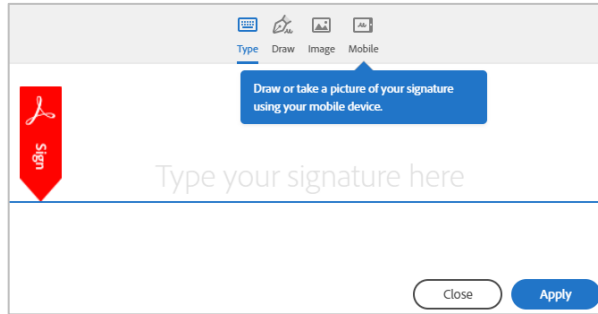 Type Draw Image Mobile
Draw or take a picture of your signature
using your mobile device.
Sign
Type your signature here
Close Apply